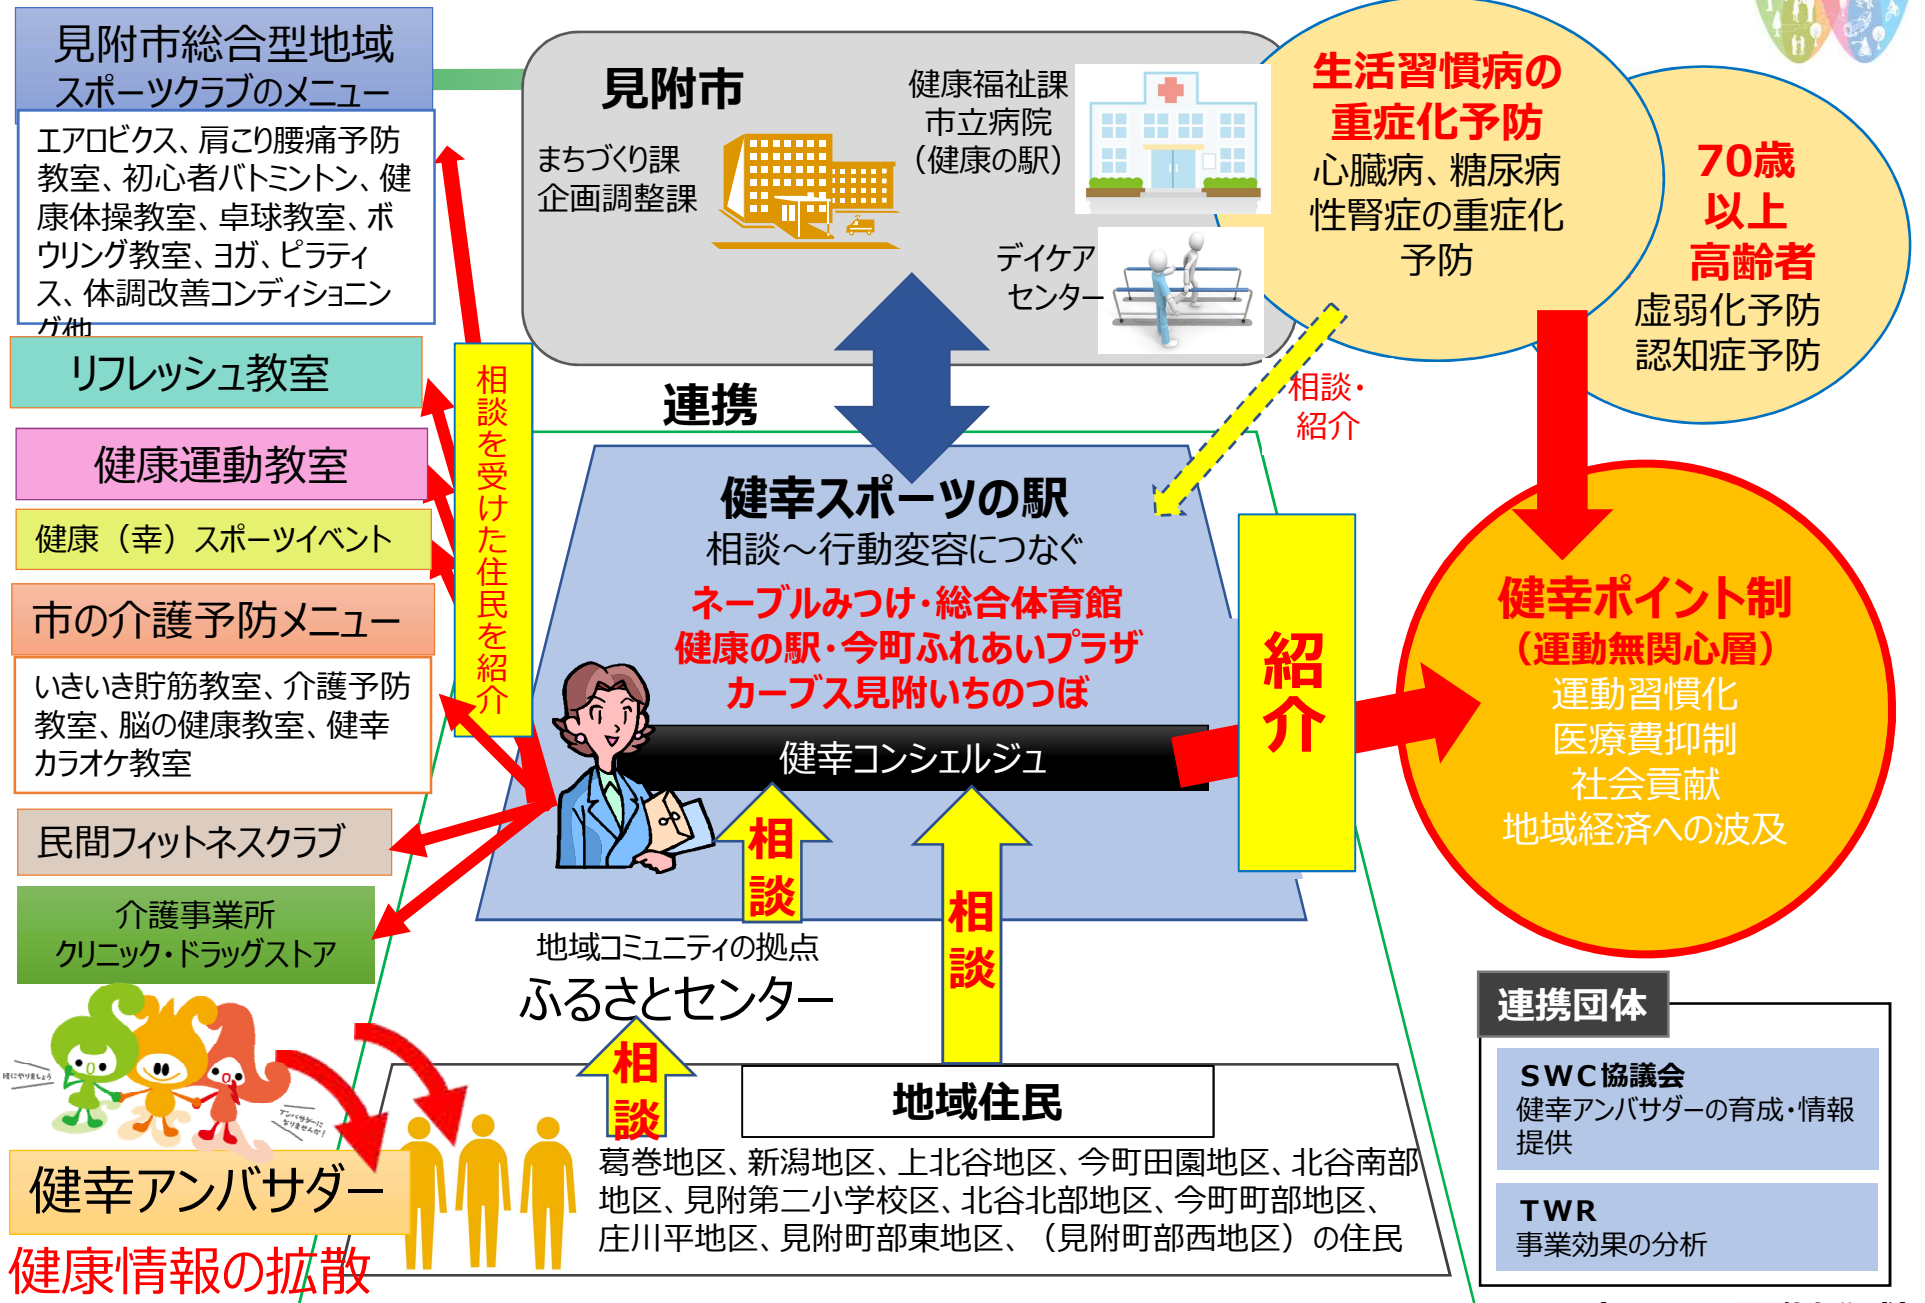 見附市総合型地域
スポーツクラブのメニュー
エアロビクス、肩こり腰痛予防
教室、初心者バトミントン、健
康体操教室、卓球教室、ボ
ウリング教室、ヨガ、ピラティ
ス、体調改善コンディショニン
グ他
リフレッシュ教室
健康運動教室
健康（幸）スポーツイベント
市の介護予防メニュー
いきいき貯筋教室、介護予防
教室、脳の健康教室、健幸
カラオケ教室
民間フィットネスクラブ
介護事業所
クリニック・ドラッグストア
アンバサダーに
なりませんか！
健幸アンバサダー
健康情報の拡散
相談を受けた住民を紹介
見附市
まちづくり課
企画調整課
健康福祉課
市立病院
（健康の駅）
デイケア
センター
連携
健幸スポーツの駅
相談～行動変容につなぐ
ネーブルみつけ・総合体育館
健康の駅・今町ふれあいプラザ
カーブス見附いちのつぼ
健幸コンシェルジュ
相談
相談
地域コミュニティの拠点
ふるさとセンター
相談
地域住民
葛巻地区、新潟地区、上北谷地区、今町田園地区、北谷南部
地区、見附第二小学校区、北谷北部地区、今町町部地区、
庄川平地区、見附町部東地区、（見附町部西地区）の住民
生活習慣病の
重症化予防
心臓病、糖尿病
性腎症の重症化
予防
70歳
以上
高齢者
虚弱化予防
認知症予防
相談・
紹介
紹介
健幸ポイント制
（運動無関心層）
運動習慣化
医療費抑制
社会貢献
地域経済への波及
連携団体
ＳＷＣ協議会
健幸アンバサダーの育成・情報
提供
ＴＷＲ
事業効果の分析